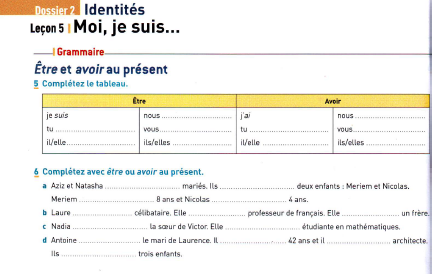 Dossier 2 Identités
Leçon 5 | Moi, je suis...
Grammaire
Être et avoir au présent
5 Complétez le tableau.
Être Avoir
je suis .............. nous .............. j'ai .............. nous ..............
tu .............. vous .............. tu .............. vous ..............
il/elle .............. ils/elles .............. il/elle .............. ils/elles ..............
6 Complétez avec être ou avoir au présent.
a Aziz et Natasha .............. mariés. Ils .............. deux enfants : Meriem et Nicolas.
Meriem .............. 8 ans et Nicolas .............. 4 ans.
b Laure .............. célibataire. Elle .............. professeur de français. Elle .............. un frère.
c Nadia .............. la sœur de Victor. Elle .............. étudiante en mathématiques.
d Antoine .............. le mari de Laurence. Il .............. 42 ans et il .............. architecte.
Ils .............. trois enfants.